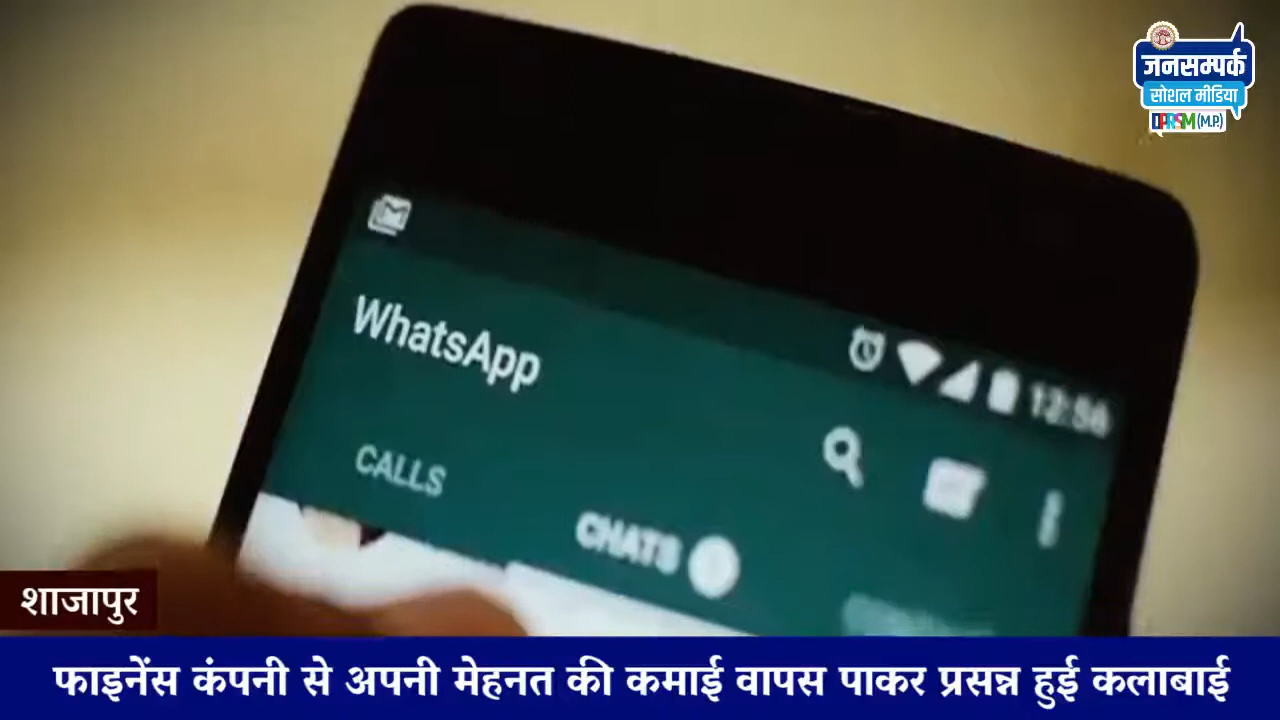 जनसम्पर्क
सोशल मीडिया
DPRSM (M.P.)
WhatsApp
12:56
CALLS
CHATS
शाजापुर
फाइनेंस कंपनी से अपनी मेहनत की कमाई वापस पाकर प्रसन्न हुई कलाबाई